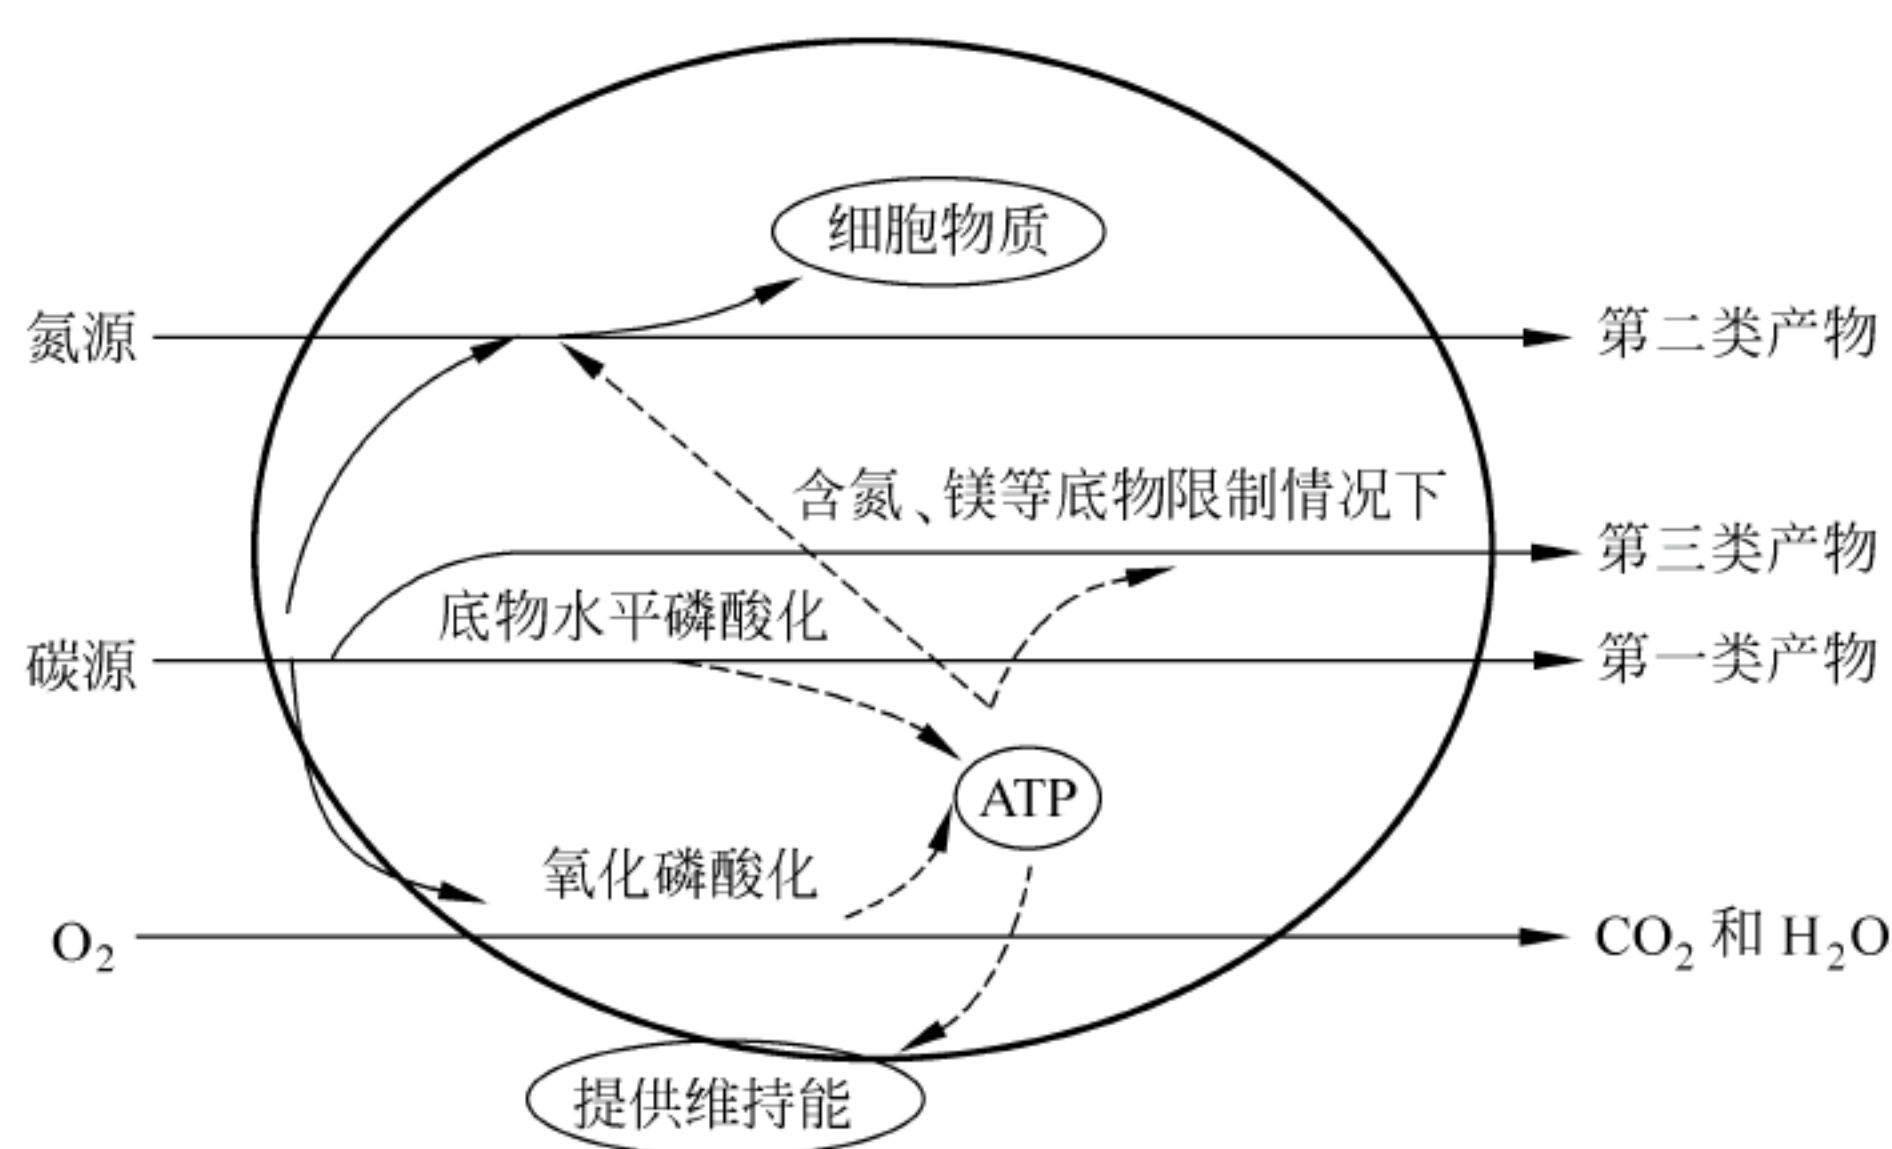 细胞物质
氮源
第二类产物
含氮、镁等底物限制情况下
第三类产物
底物水平磷酸化
碳源
第一类产物
ATP
氧化磷酸化
O₂
CO₂ 和 H₂O
提供维持能